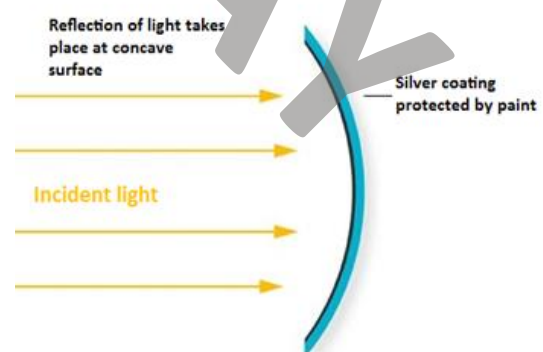 Reflection of light takes
place at concave
surface
Silver coating
protected by paint
Incident light